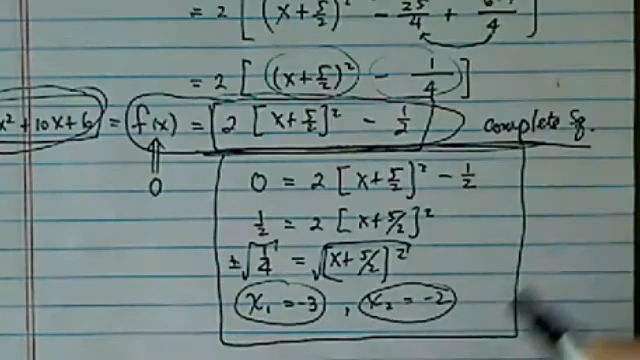 = 2 [ (x+5/2)² - 25/4 + /4 ]
= 2 [ (x+5/2)² - 1/4 ]
x² + 10x + 6 = f(x) = 2 [x+5/2]² - 1/2 complete Sq.
0
0 = 2 [x+5/2]² - 1/2
1/2 = 2 [x+5/2]²
±√1/4 = √[x+5/2]²
x₁ = -3 , x₂ = -2